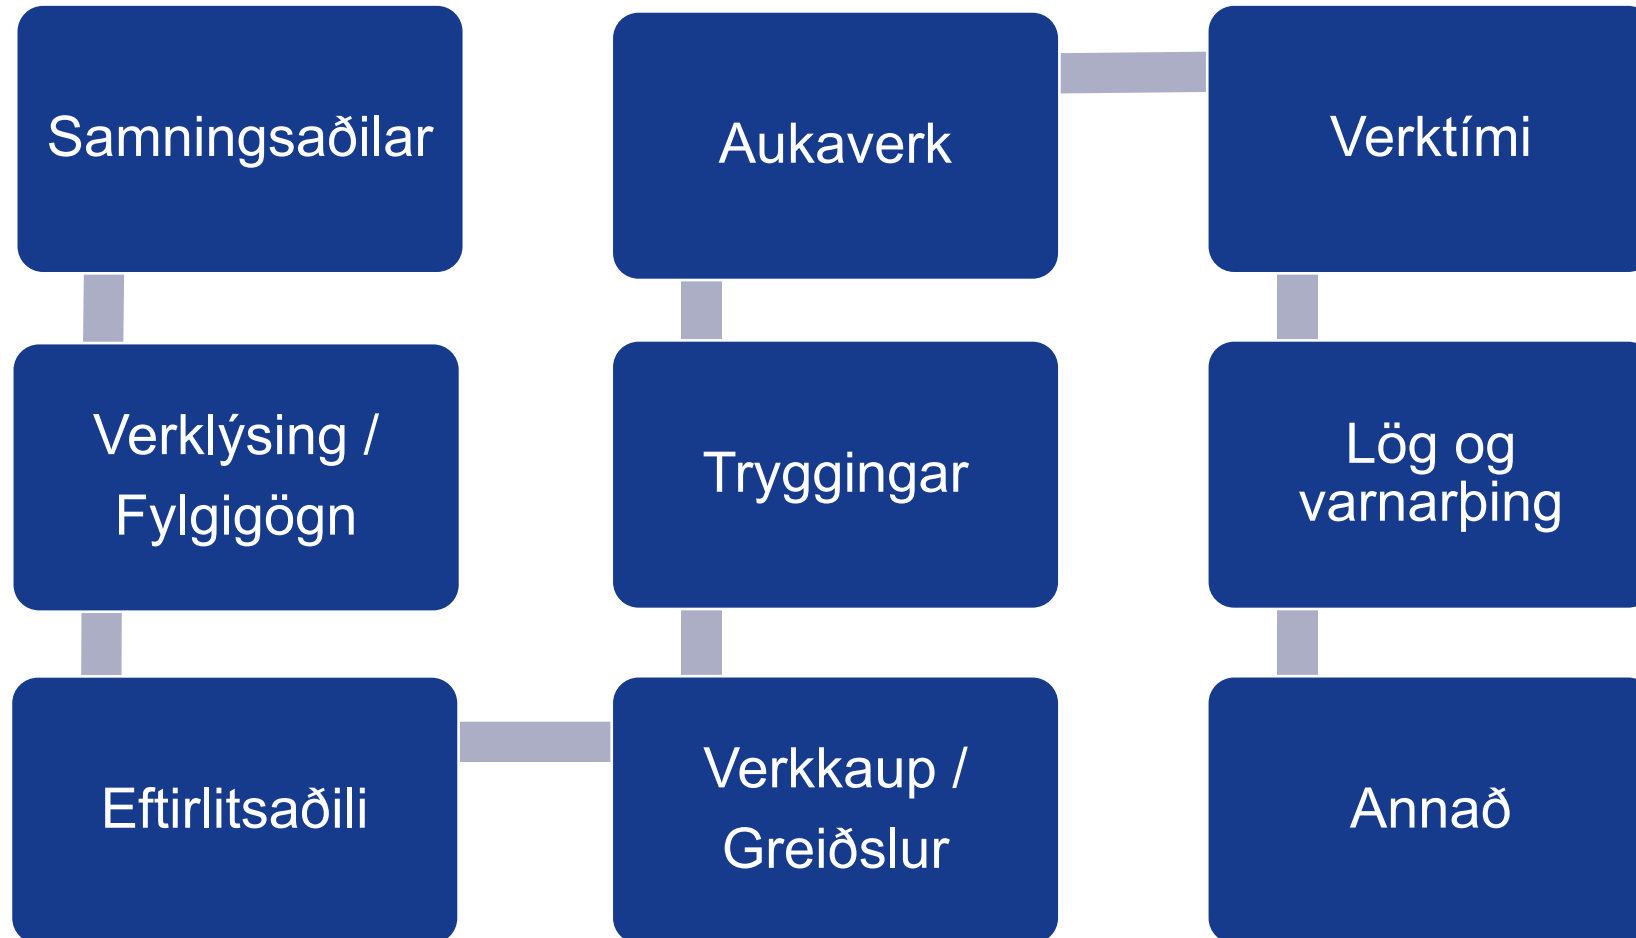 Samningsaðilar
Verklýsing /
Fylgigögn
Eftirlitsaðili
Verkkaup /
Greiðslur
Tryggingar
Aukaverk
Verktími
Lög og
varnarþing
Annað